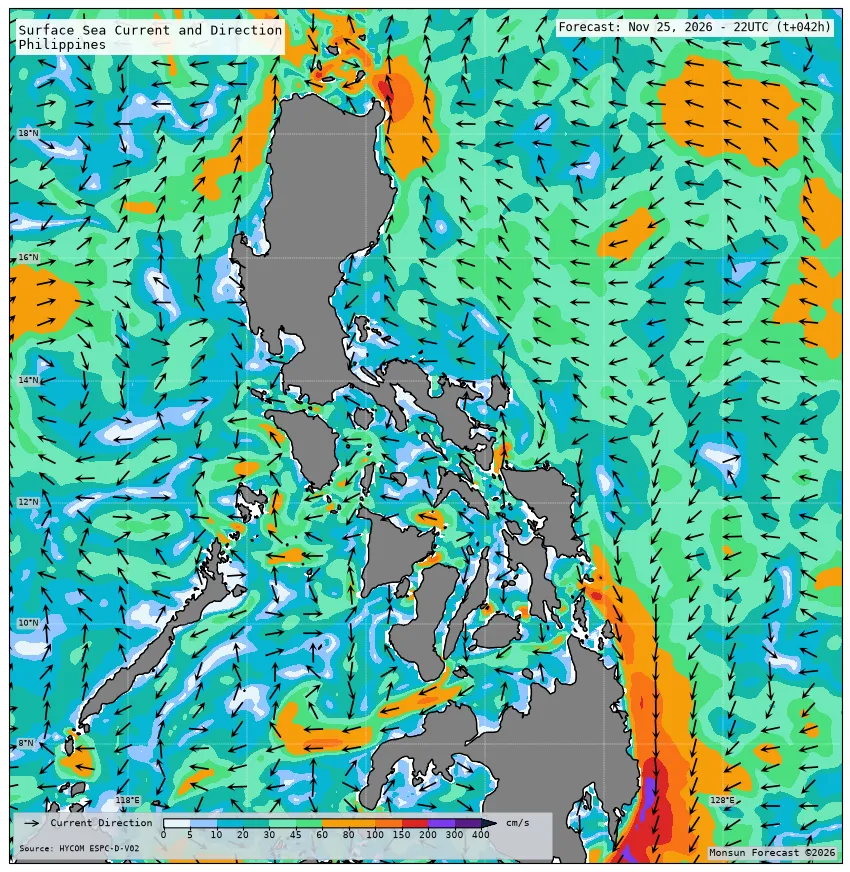 Surface Sea Current and Direction
Philippines
Forecast: Nov 25, 2026 - 22UTC (t+042h)
18°N
16°N
14°N
12°N
10°N
8°N
118°E
128°E
Current Direction
0 5 10 20 30 45 60 80 100 150 200 300 400
cm/s
Source: HYCOM ESPC-D-V02
Monsun Forecast ©2026